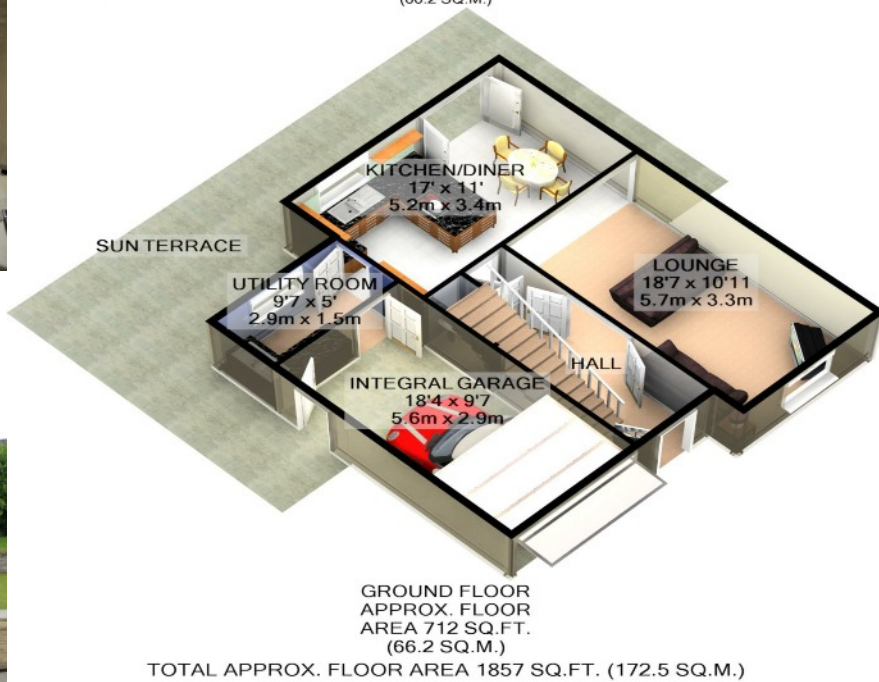 (66.2 SQ.M.)
KITCHEN/DINER
17' x 11'
5.2m x 3.4m
SUN TERRACE
LOUNGE
18'7 x 10'11
5.7m x 3.3m
UTILITY ROOM
9'7 x 5'
2.9m x 1.5m
HALL
INTEGRAL GARAGE
18'4 x 9'7
5.6m x 2.9m
GROUND FLOOR
APPROX. FLOOR
AREA 712 SQ.FT.
(66.2 SQ.M.)
TOTAL APPROX. FLOOR AREA 1857 SQ.FT. (172.5 SQ.M.)